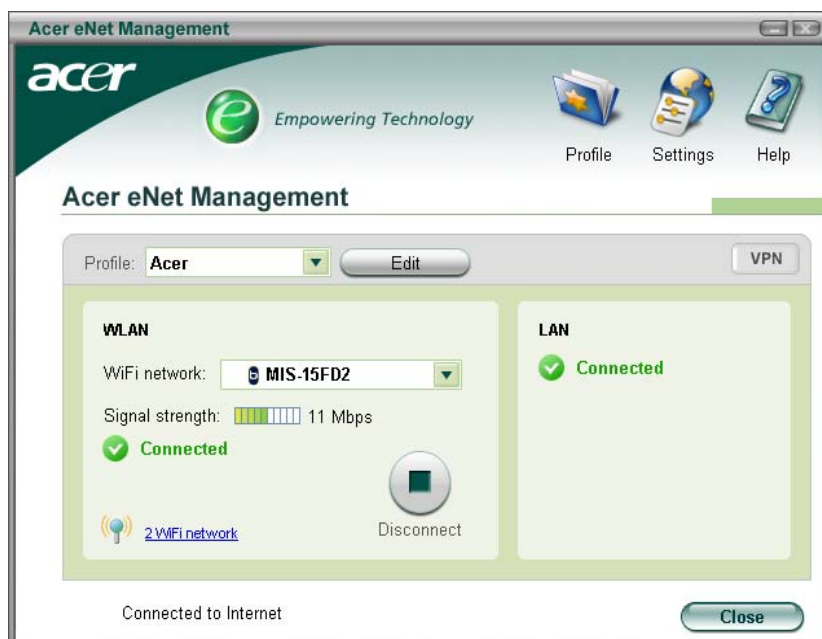 Acer eNet Management
acer
e Empowering Technology
Profile Settings Help
Acer eNet Management
Profile: Acer Edit VPN
WLAN
WiFi network: b MIS-15FD2
Signal strength: 11 Mbps
Connected
2 WiFi network
Disconnect
LAN
Connected
Connected to Internet
Close